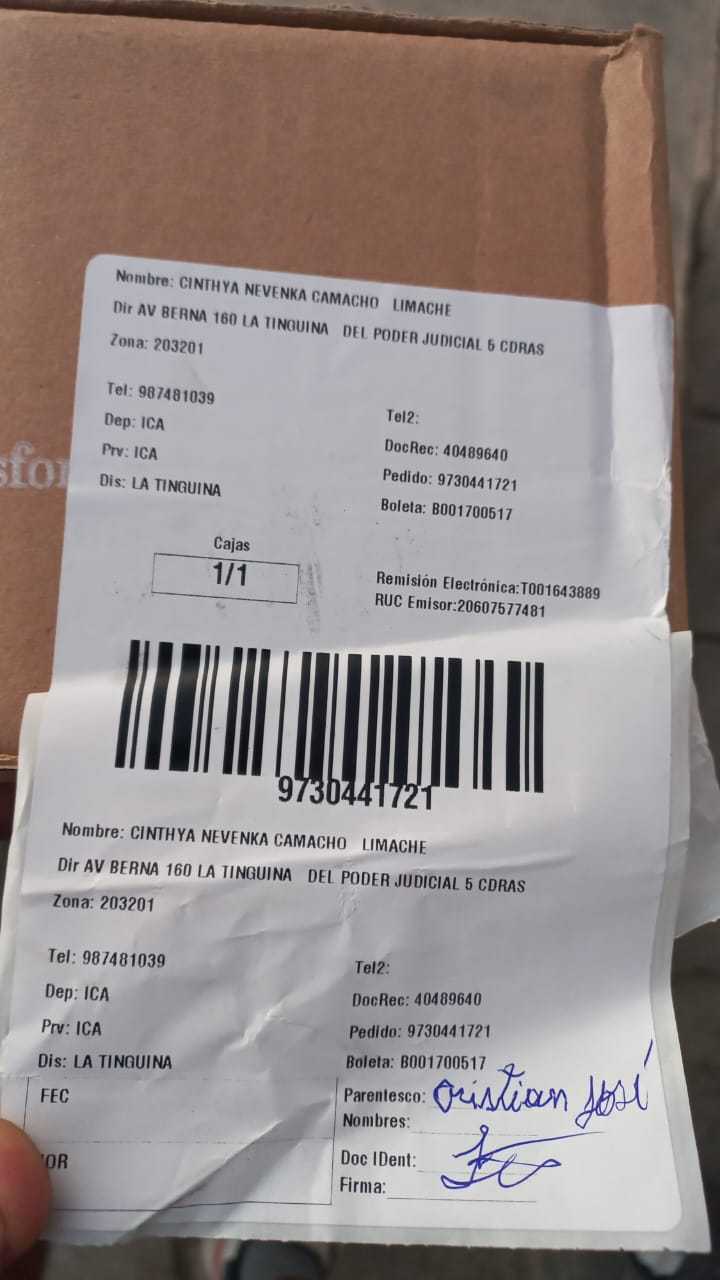 Nombre: CINTHYA NEVENKA CAMACHO LIMACHE
Dir AV BERNA 160 LA TINGUINA DEL PODER JUDICIAL 5 CDRAS
Zona: 203201
Tel: 987481039
Tel2:
Dep: ICA
DocRec: 40489640
Prv: ICA
Pedido: 9730441721
Dis: LA TINGUINA
Boleta: B001700517
Cajas
1/1
Remisión Electrónica:T001643889
RUC Emisor:20607577481
9730441721
Nombre: CINTHYA NEVENKA CAMACHO LIMACHE
Dir AV BERNA 160 LA TINGUINA DEL PODER JUDICIAL 5 CDRAS
Zona: 203201
Tel: 987481039
Tel2:
Dep: ICA
DocRec: 40489640
Prv: ICA
Pedido: 9730441721
Dis: LA TINGUINA
Boleta: B001700517
FEC
Parentesco: Cristian José
Nombres:
Doc IDent:
Firma: